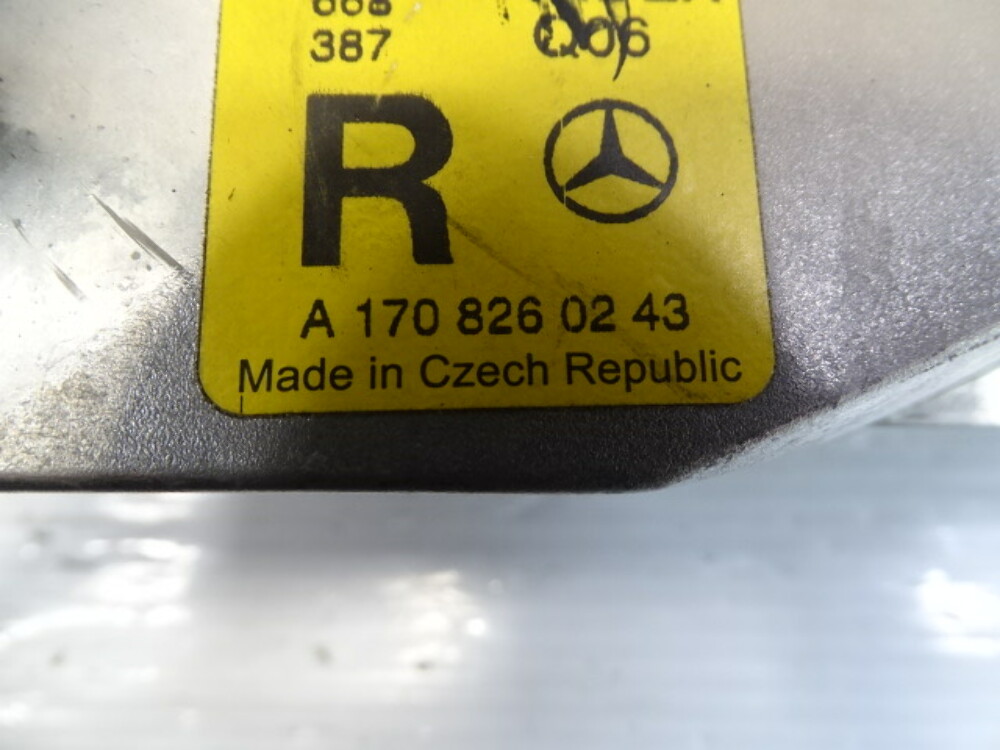 387
Q06
R
A 170 826 02 43
Made in Czech Republic